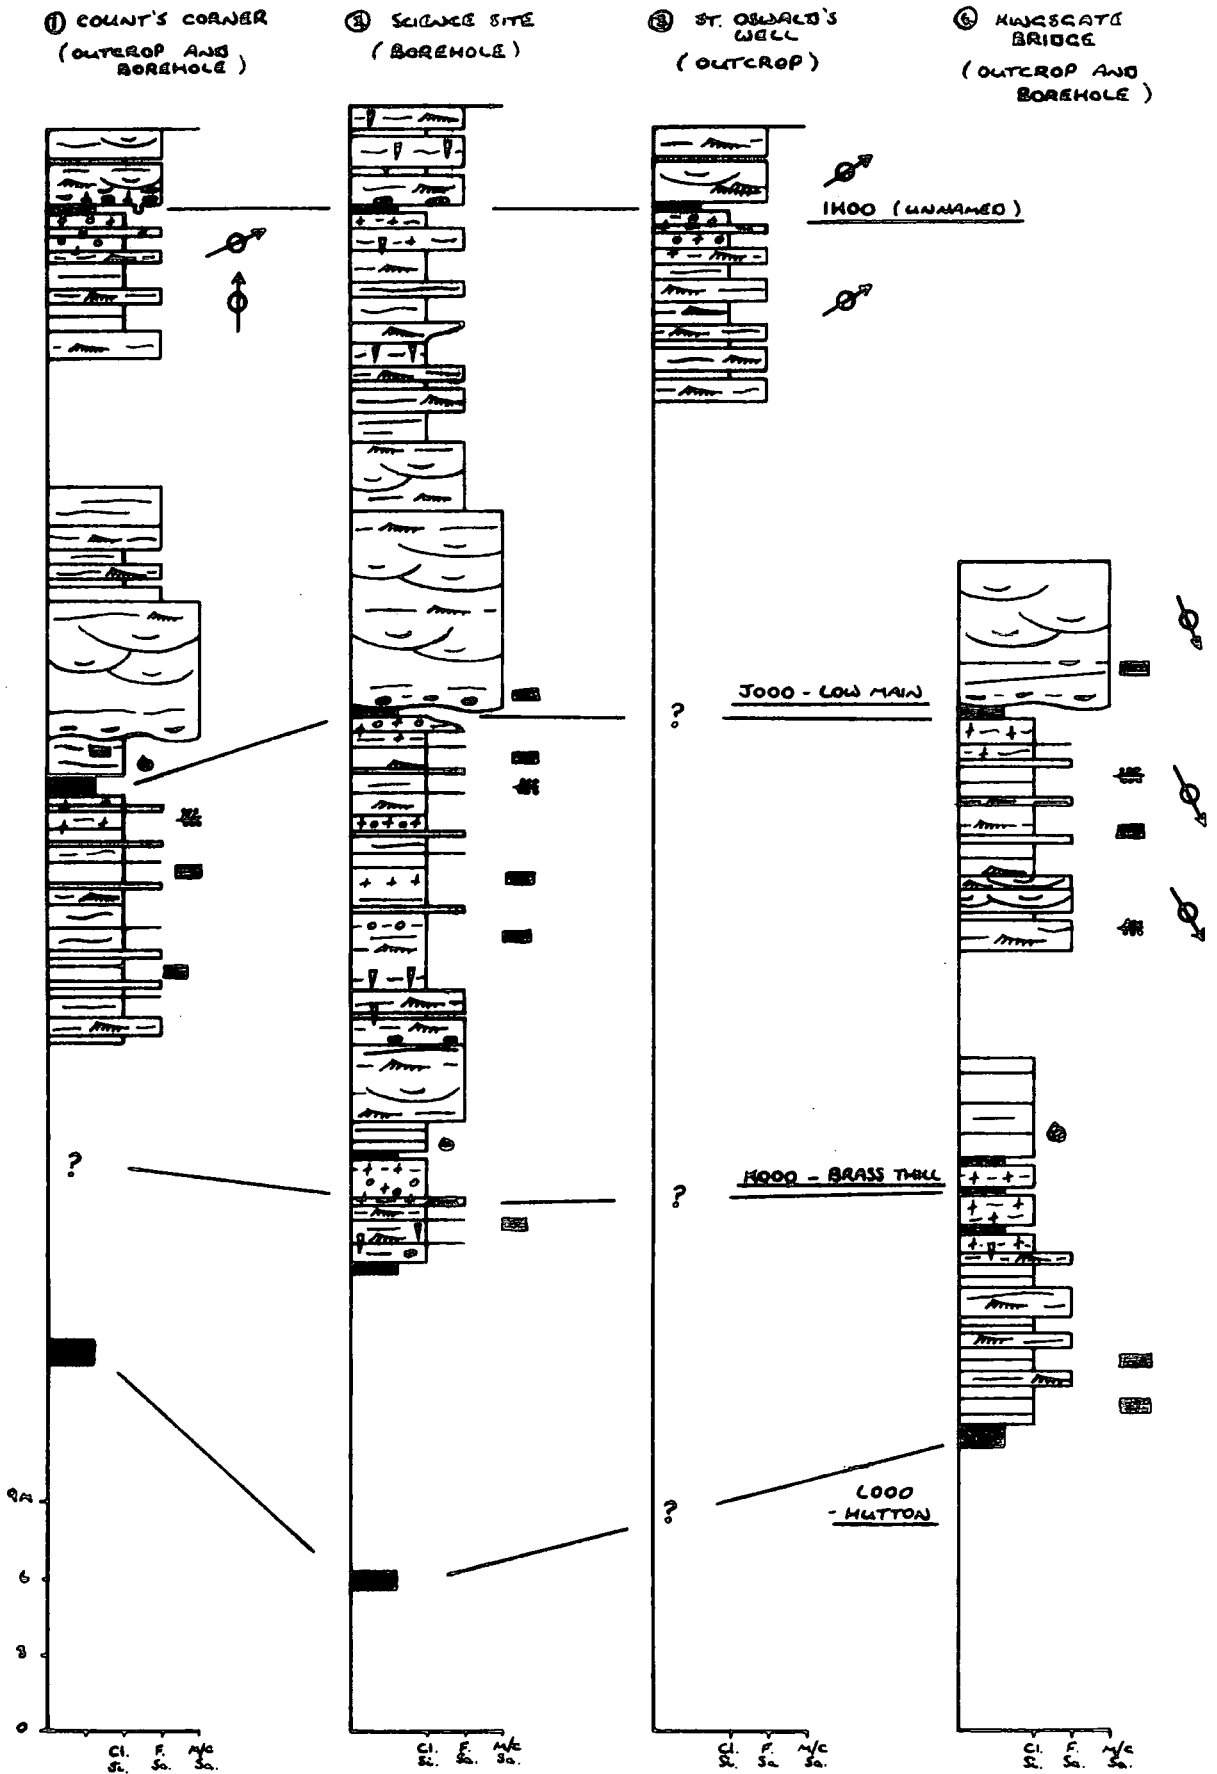 ① COUNT'S CORNER
(OUTCROP AND
BOREHOLE)
② SCIENCE SITE
(BOREHOLE)
③ ST. OSWALD'S
WELL
(OUTCROP)
KINGSGATE
BRIDGE
(OUTCROP AND
BOREHOLE)
1H00 (UNNAMED)
J000 - LOW MAIN
?
?
?
K000 - BRASS THILL
?
L000
- HUTTON
9m
6
3
0
Cl. F. M/C
Si. Sa. Sa.
Cl. F. M/C
Si. Sa. Sa.
Cl. F. M/C
Si. Sa Sa.
Cl. F. M/C
Si. Sa. Sa.